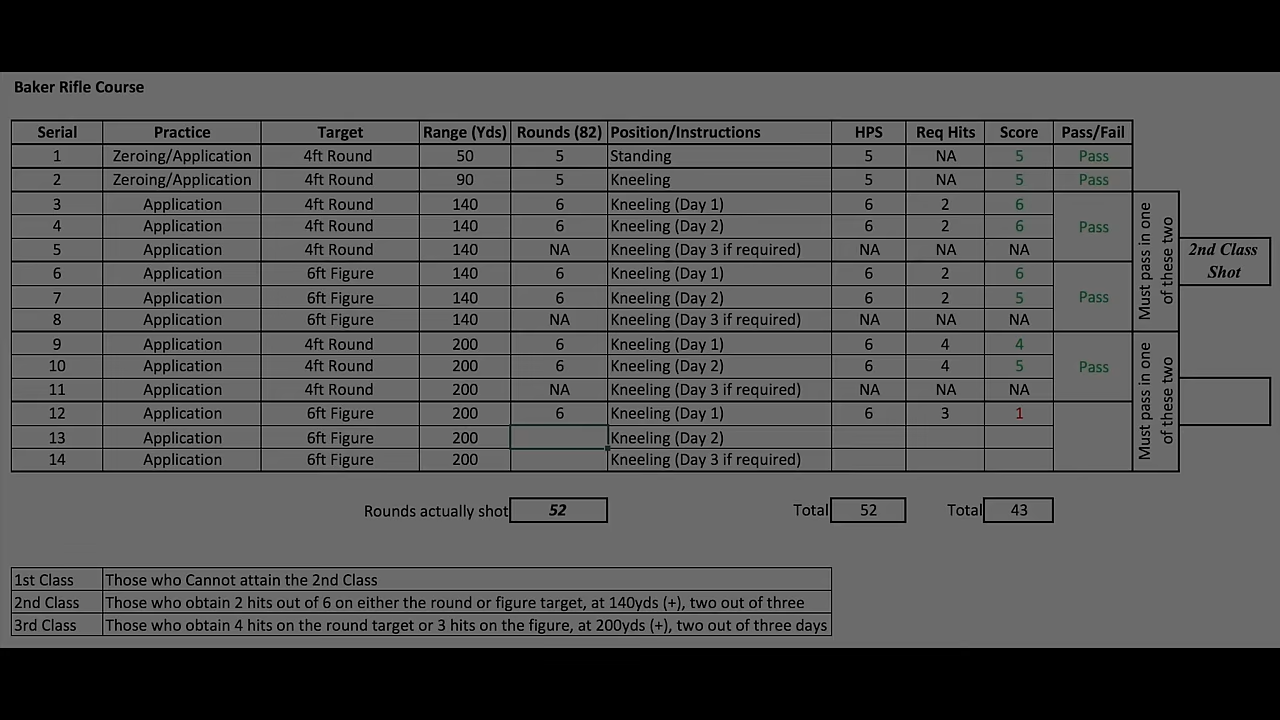 Baker Rifle Course
Serial Practice Target Range (Yds) Rounds (82) Position/Instructions HPS Req Hits Score Pass/Fail
1 Zeroing/Application 4ft Round 50 5 Standing 5 NA 5 Pass
2 Zeroing/Application 4ft Round 90 5 Kneeling 5 NA 5 Pass
3 Application 4ft Round 140 6 Kneeling (Day 1) 6 2 6
4 Application 4ft Round 140 6 Kneeling (Day 2) 6 2 6 Pass
5 Application 4ft Round 140 NA Kneeling (Day 3 if required) NA NA NA
6 Application 6ft Figure 140 6 Kneeling (Day 1) 6 2 6
7 Application 6ft Figure 140 6 Kneeling (Day 2) 6 2 5 Pass
8 Application 6ft Figure 140 NA Kneeling (Day 3 if required) NA NA NA
Must pass in one
of these two
2nd Class
Shot
9 Application 4ft Round 200 6 Kneeling (Day 1) 6 4 4
10 Application 4ft Round 200 6 Kneeling (Day 2) 6 4 5 Pass
11 Application 4ft Round 200 NA Kneeling (Day 3 if required) NA NA NA
12 Application 6ft Figure 200 6 Kneeling (Day 1) 6 3 1
13 Application 6ft Figure 200 Kneeling (Day 2)
14 Application 6ft Figure 200 Kneeling (Day 3 if required)
Must pass in one
of these two
Rounds actually shot 52 Total 52 Total 43
1st Class Those who Cannot attain the 2nd Class
2nd Class Those who obtain 2 hits out of 6 on either the round or figure target, at 140yds (+), two out of three
3rd Class Those who obtain 4 hits on the round target or 3 hits on the figure, at 200yds (+), two out of three days